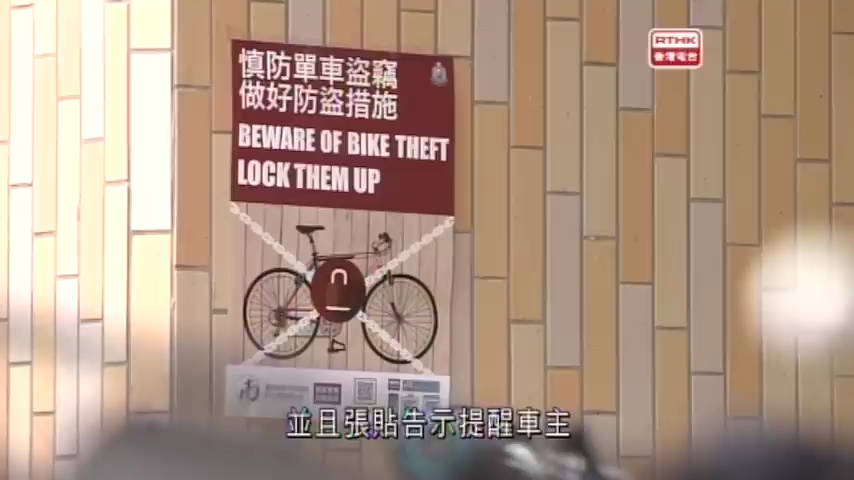 RTHK
香港電台
慎防單車盜竊
做好防盜措施
BEWARE OF BIKE THEFT
LOCK THEM UP
並且張貼告示提醒車主